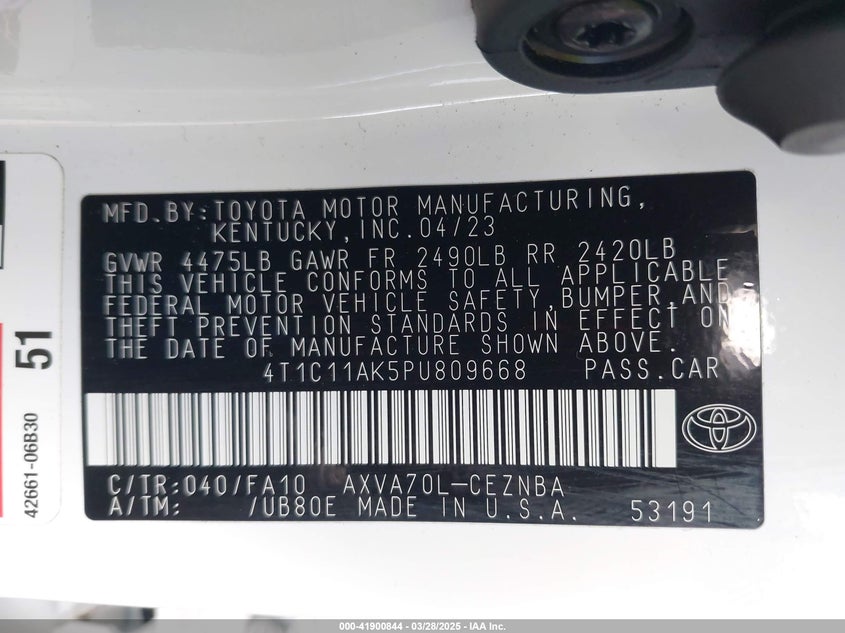 MFD.BY:TOYOTA MOTOR MANUFACTURING,
KENTUCKY,INC.04/23
GVWR 4475LB GAWR FR 2490LB RR 2420LB
THIS VEHICLE CONFORMS TO ALL APPLICABLE
FEDERAL MOTOR VEHICLE SAFETY,BUMPER,AND
THEFT PREVENTION STANDARDS IN EFFECT ON
THE DATE OF MANUFACTURE SHOWN ABOVE.
4T1C11AK5PU809668 PASS.CAR
C/TR:040/FA10 AXVA70L-CEZNBA
A/TM: /UB80E MADE IN U.S.A. 53191
42661-06B30
51
000-41900844 — 03/28/2025 — IAA Inc.